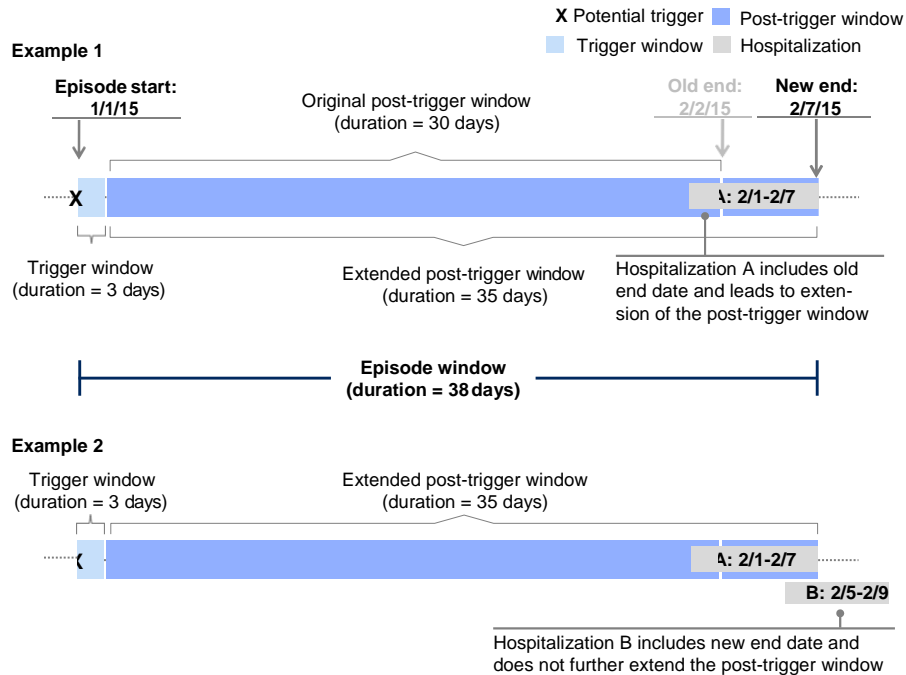 X Potential trigger
Post-trigger window
Trigger window
Hospitalization
Example 1
Episode start:
1/1/15
Original post-trigger window
(duration = 30 days)
Old end:
2/2/15
New end:
2/7/15
X
A: 2/1-2/7
Trigger window
(duration = 3 days)
Extended post-trigger window
(duration = 35 days)
Hospitalization A includes old
end date and leads to exten-
sion of the post-trigger window
Episode window
(duration = 38 days)
Example 2
Trigger window
(duration = 3 days)
Extended post-trigger window
(duration = 35 days)
X
A: 2/1-2/7
B: 2/5-2/9
Hospitalization B includes new end date and
does not further extend the post-trigger window